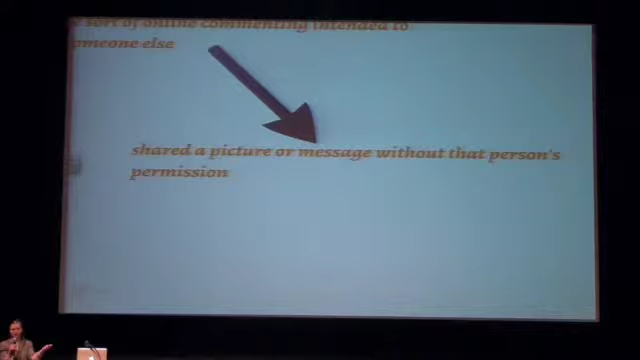 sort of online commenting intended to
omeone else
shared a picture or message without that person's
permission